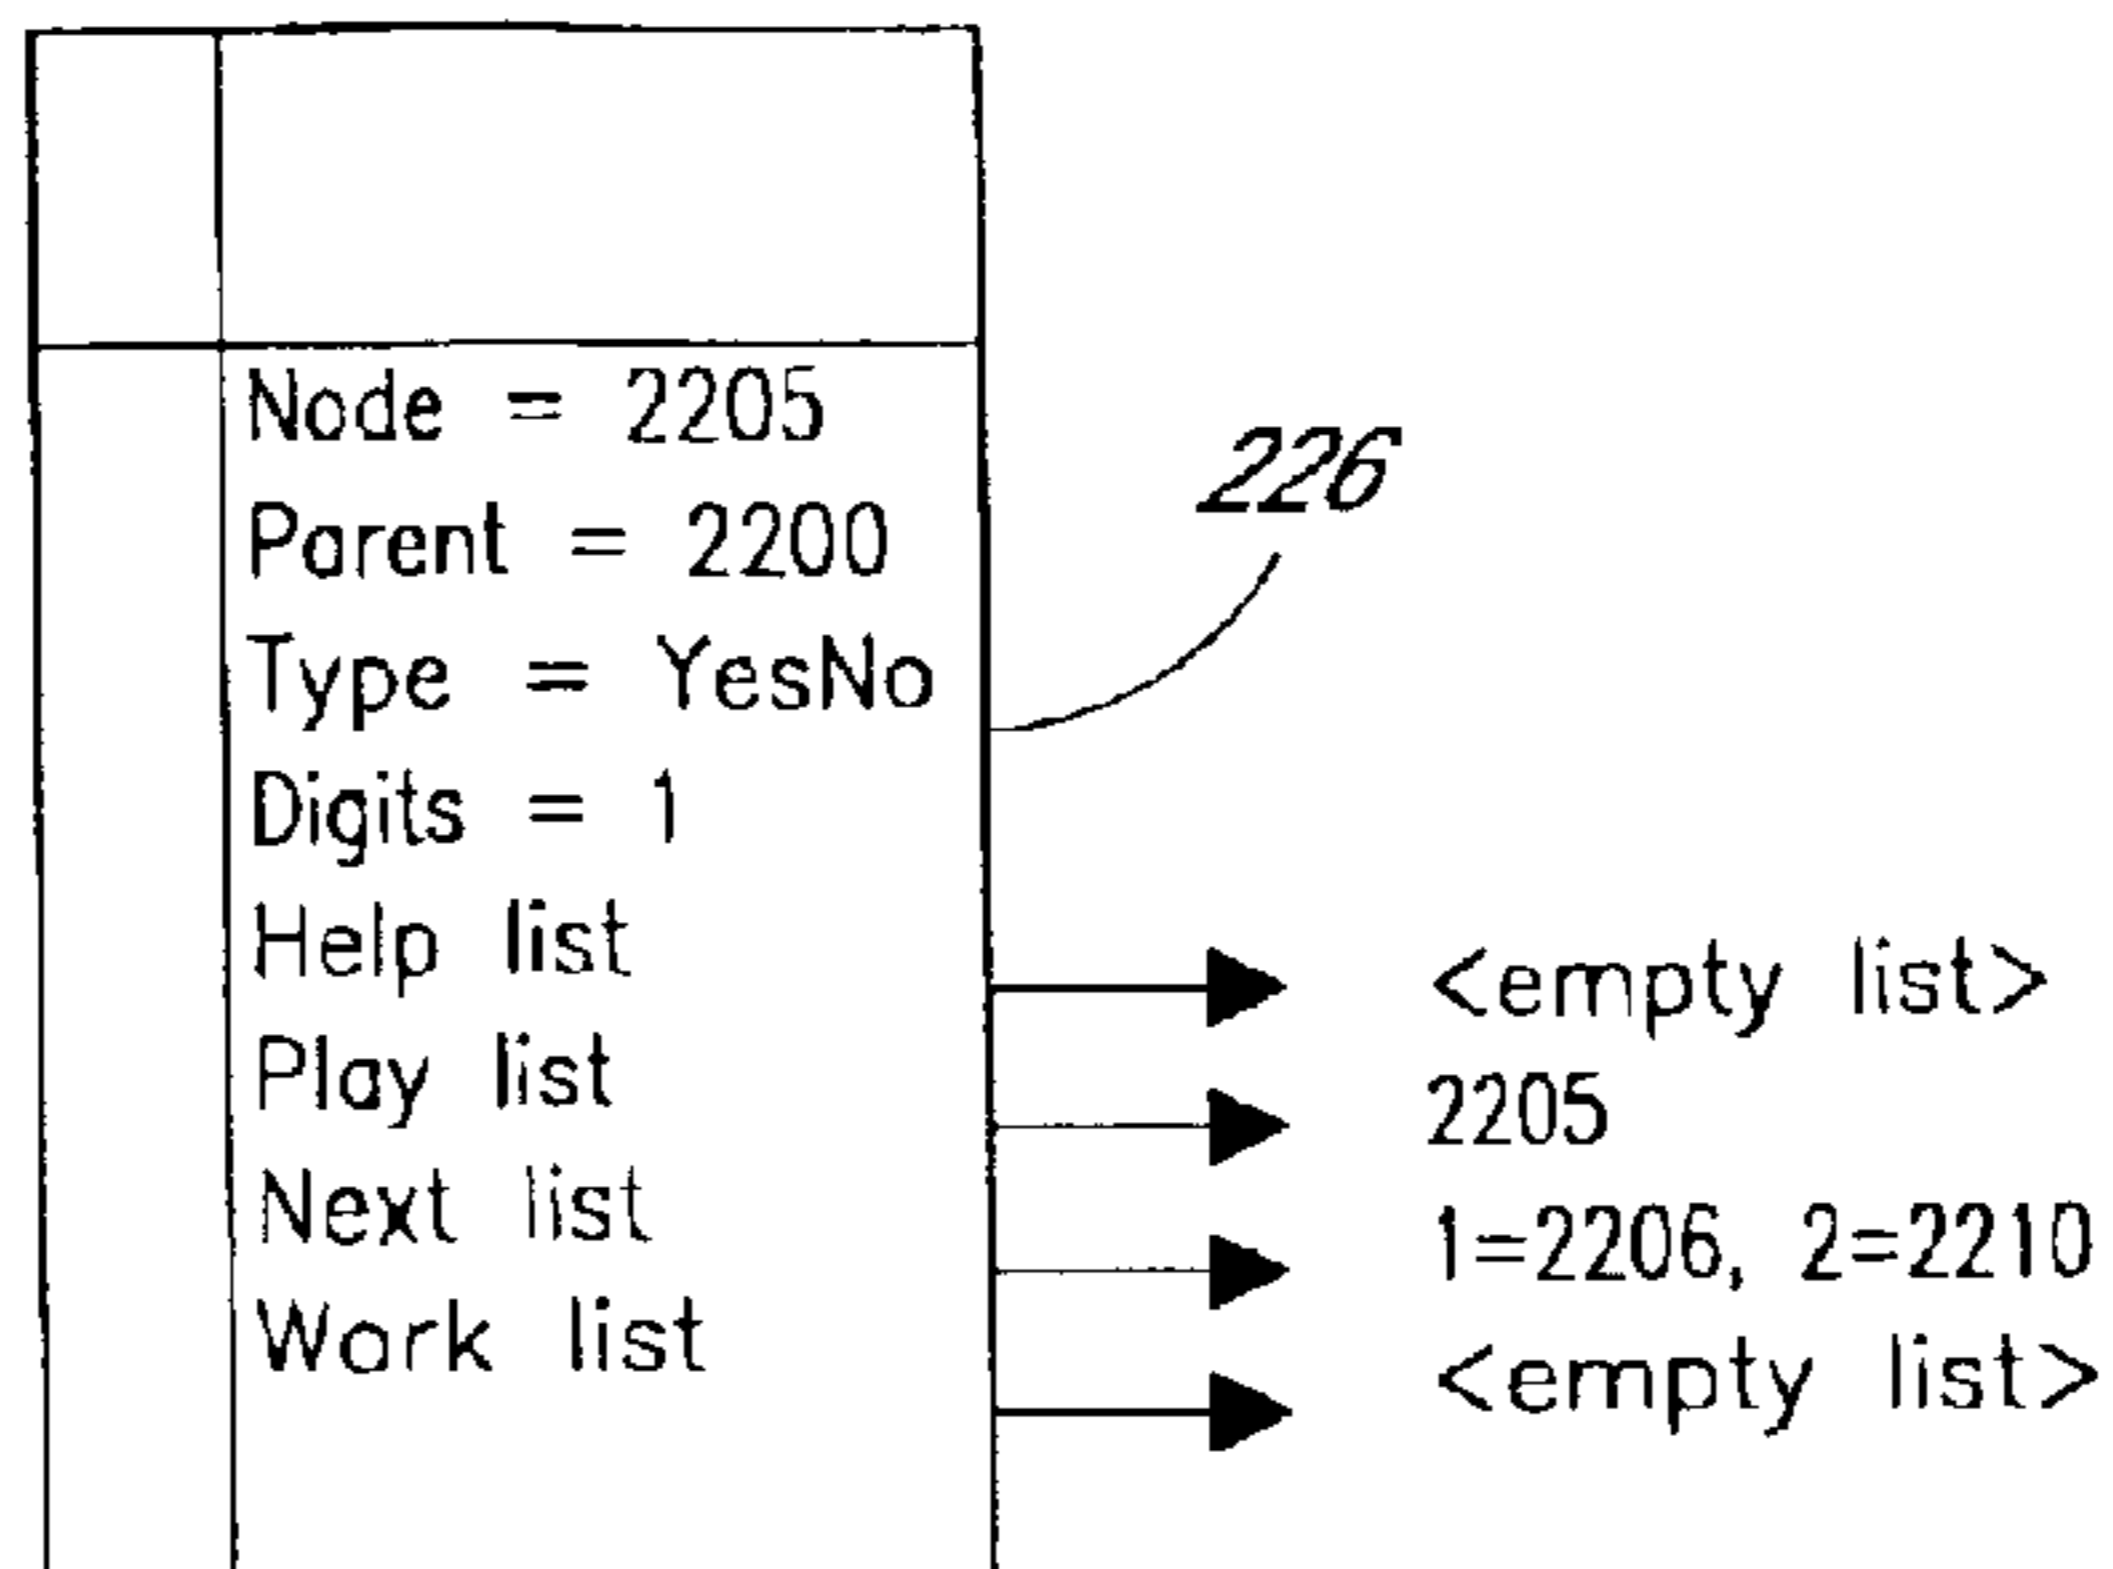 Node = 2205
226
Parent = 2200
Type = YesNo
Digits = 1
Help list
<empty list>
Play list
2205
Next list
1=2206, 2=2210
Work list
<empty list>